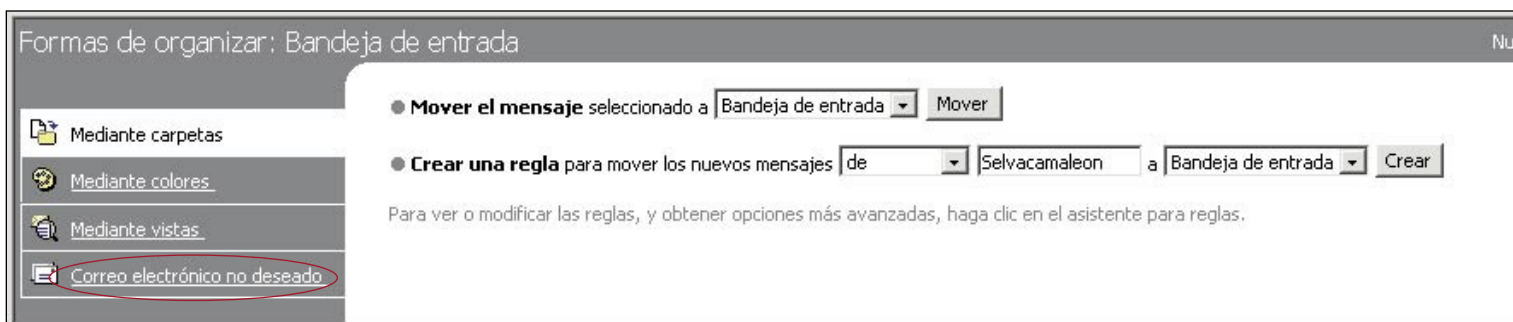 Formas de organizar: Bandeja de entrada
Mover el mensaje seleccionado a Bandeja de entrada Mover
Mediante carpetas
Crear una regla para mover los nuevos mensajes de Selvacamaleon a Bandeja de entrada Crear
Mediante colores
Para ver o modificar las reglas, y obtener opciones más avanzadas, haga clic en el asistente para reglas.
Mediante vistas
Correo electrónico no deseado